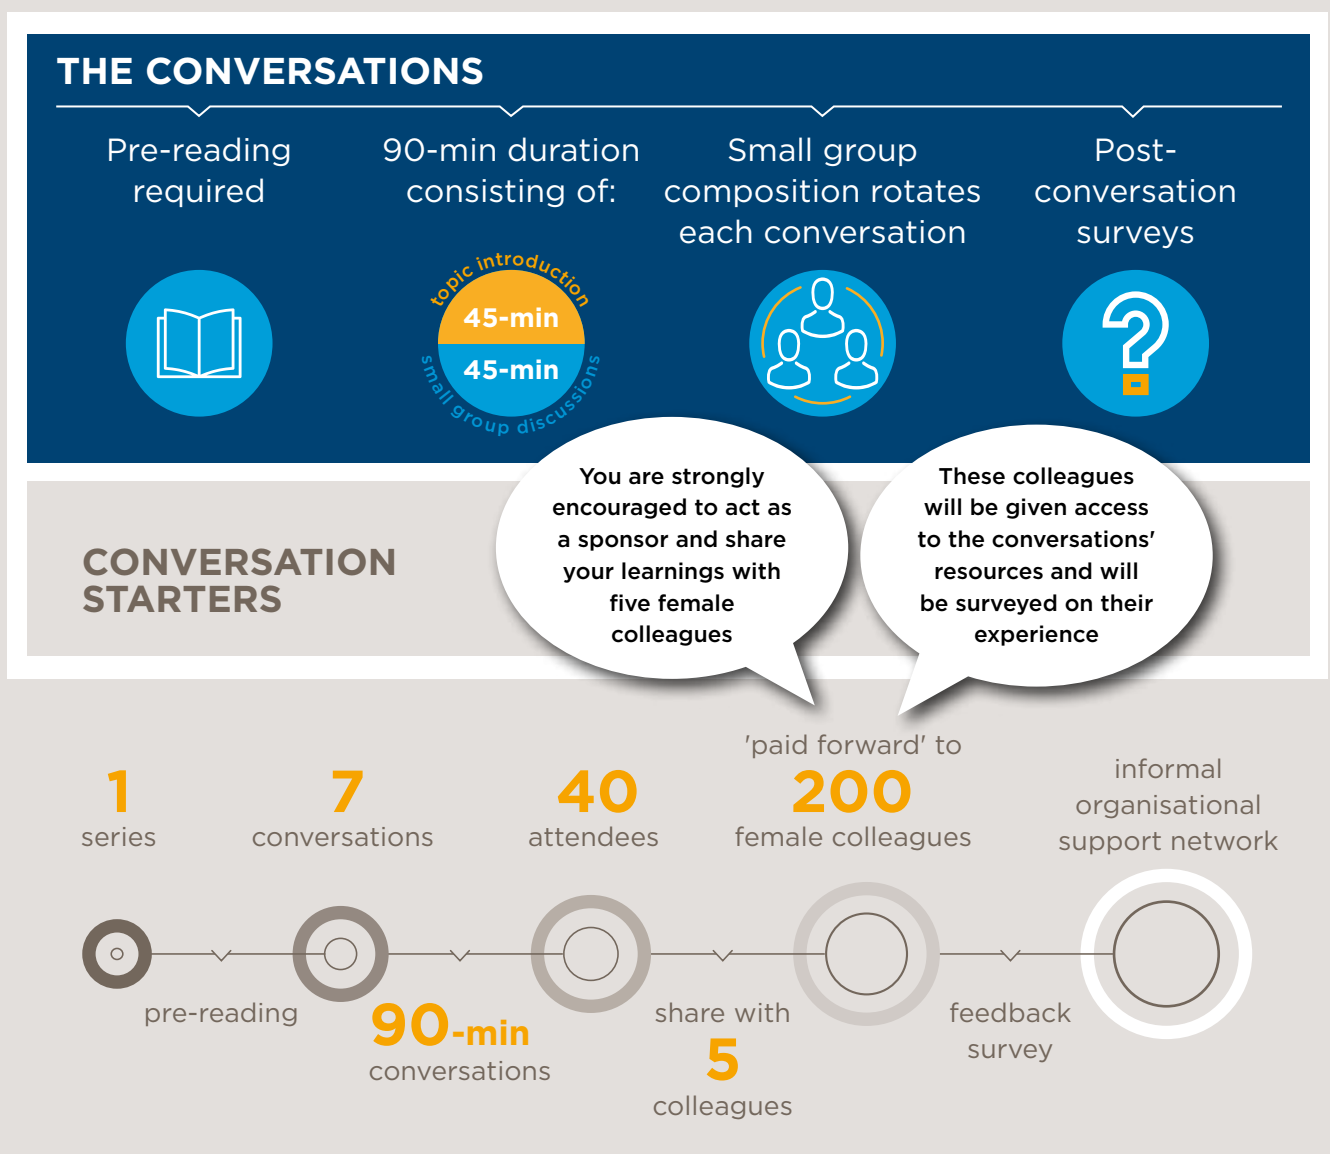 THE CONVERSATIONS
Pre-reading
required
90-min duration
consisting of:
topic introduction
45-min
45-min
small group discussions
Small group
composition rotates
each conversation
Post-
conversation
surveys
CONVERSATION
STARTERS
You are strongly
encouraged to act as
a sponsor and share
your learnings with
five female
colleagues
These colleagues
will be given access
to the conversations'
resources and will
be surveyed on their
experience
1
series
7
conversations
40
attendees
'paid forward' to
200
female colleagues
informal
organisational
support network
pre-reading
90-min
conversations
share with
5
colleagues
feedback
survey